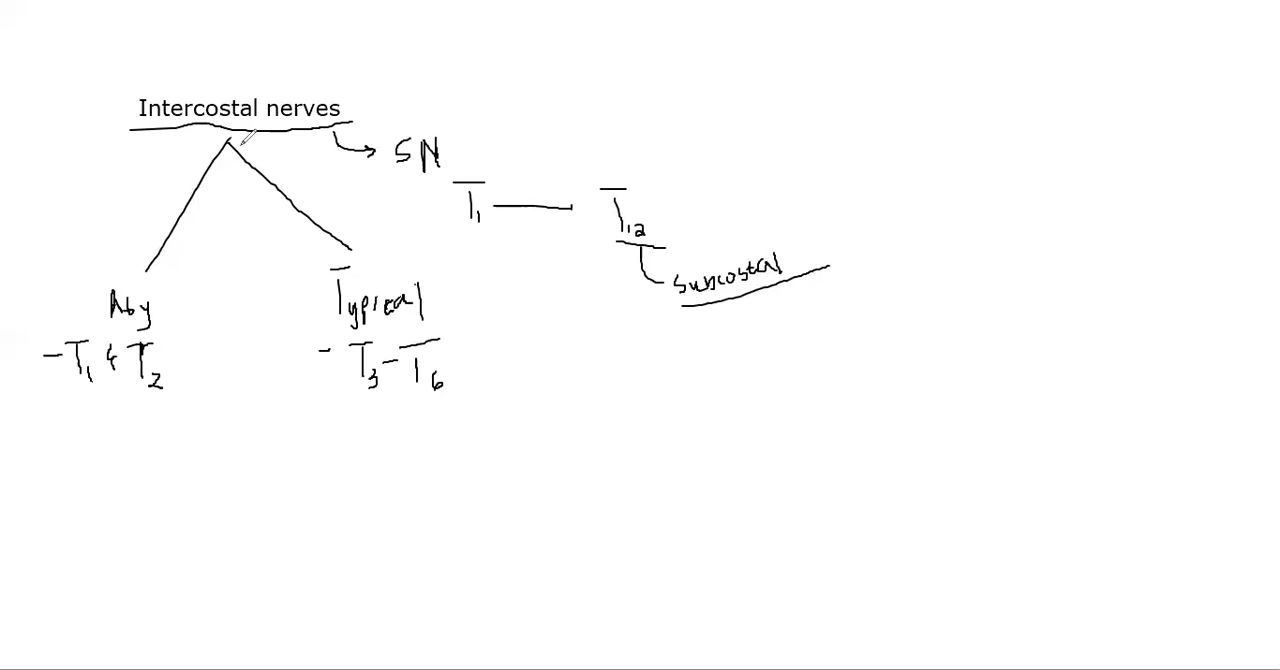 Intercostal nerves
SN
T1 — T12
Subcostal
Aty Typical
- T1 & T2 - T3 - T6